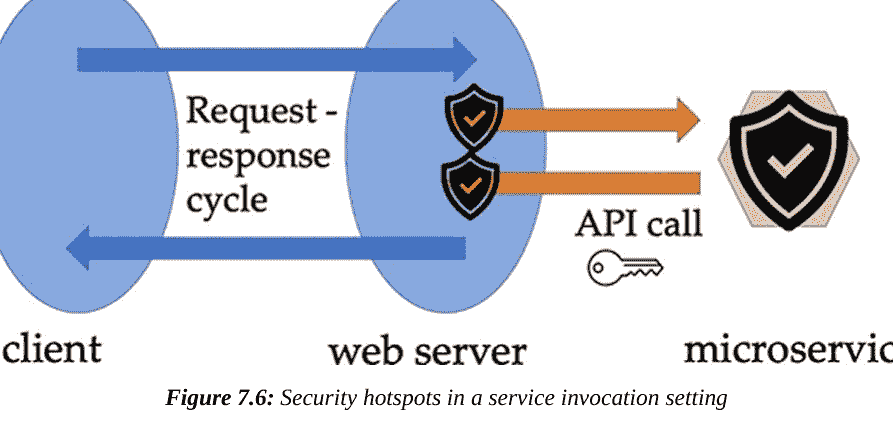 Request -
response
cycle
API call
client
web server
microservic
Figure 7.6: Security hotspots in a service invocation setting